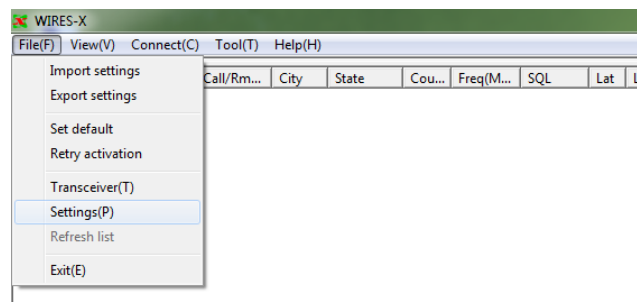 WIRES-X
File(F) View(V) Connect(C) Tool(T) Help(H)
Call/Rm... City State Cou... Freq(M... SQL Lat
Import settings
Export settings
Set default
Retry activation
Transceiver(T)
Settings(P)
Refresh list
Exit(E)